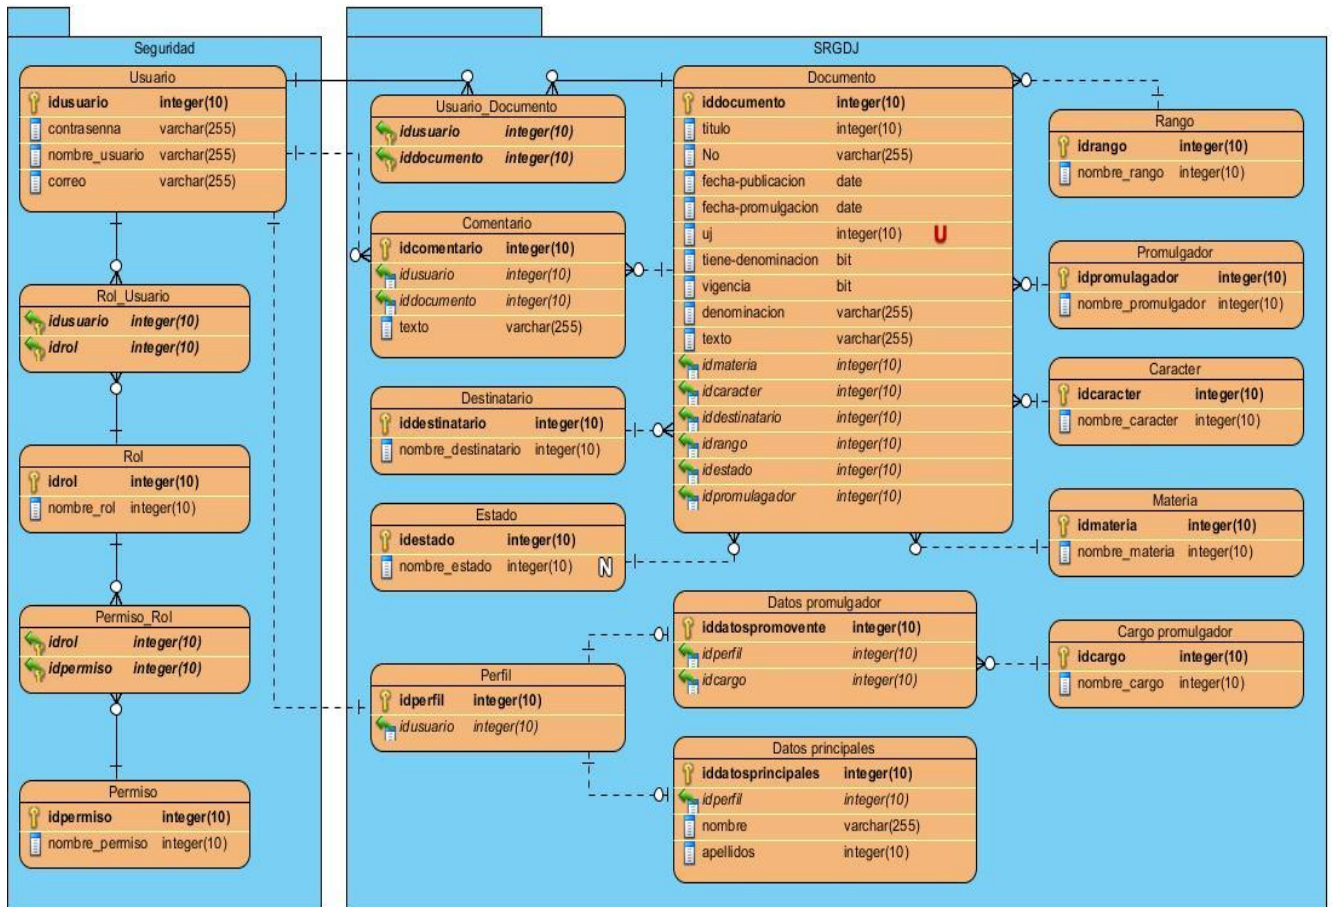 Seguridad
Usuario
idusuario integer(10)
contrasenna varchar(255)
nombre_usuario varchar(255)
correo varchar(255)
Rol_Usuario
idusuario integer(10)
idrol integer(10)
Rol
idrol integer(10)
nombre_rol integer(10)
Permiso_Rol
idrol integer(10)
idpermiso integer(10)
Permiso
idpermiso integer(10)
nombre_permiso integer(10)
SRGDJ
Usuario_Documento
idusuario integer(10)
iddocumento integer(10)
Comentario
idcomentario integer(10)
idusuario integer(10)
iddocumento integer(10)
texto varchar(255)
Destinatario
iddestinatario integer(10)
nombre_destinatario integer(10)
Estado
idestado integer(10)
nombre_estado integer(10) N
Perfil
idperfil integer(10)
idusuario integer(10)
Documento
iddocumento integer(10)
titulo integer(10)
No varchar(255)
fecha-publicacion date
fecha-promulgacion date
uj integer(10) U
tiene-denominacion bit
vigencia bit
denominacion varchar(255)
texto varchar(255)
idmateria integer(10)
idcaracter integer(10)
iddestinatario integer(10)
idrango integer(10)
idestado integer(10)
idpromulagador integer(10)
Datos promulgador
iddatospromovente integer(10)
idperfil integer(10)
idcargo integer(10)
Datos principales
iddatosprincipales integer(10)
idperfil integer(10)
nombre varchar(255)
apellidos integer(10)
Rango
idrango integer(10)
nombre_rango integer(10)
Promulgador
idpromulagador integer(10)
nombre_promulgador integer(10)
Caracter
idcaracter integer(10)
nombre_caracter integer(10)
Materia
idmateria integer(10)
nombre_materia integer(10)
Cargo promulgador
idcargo integer(10)
nombre_cargo integer(10)